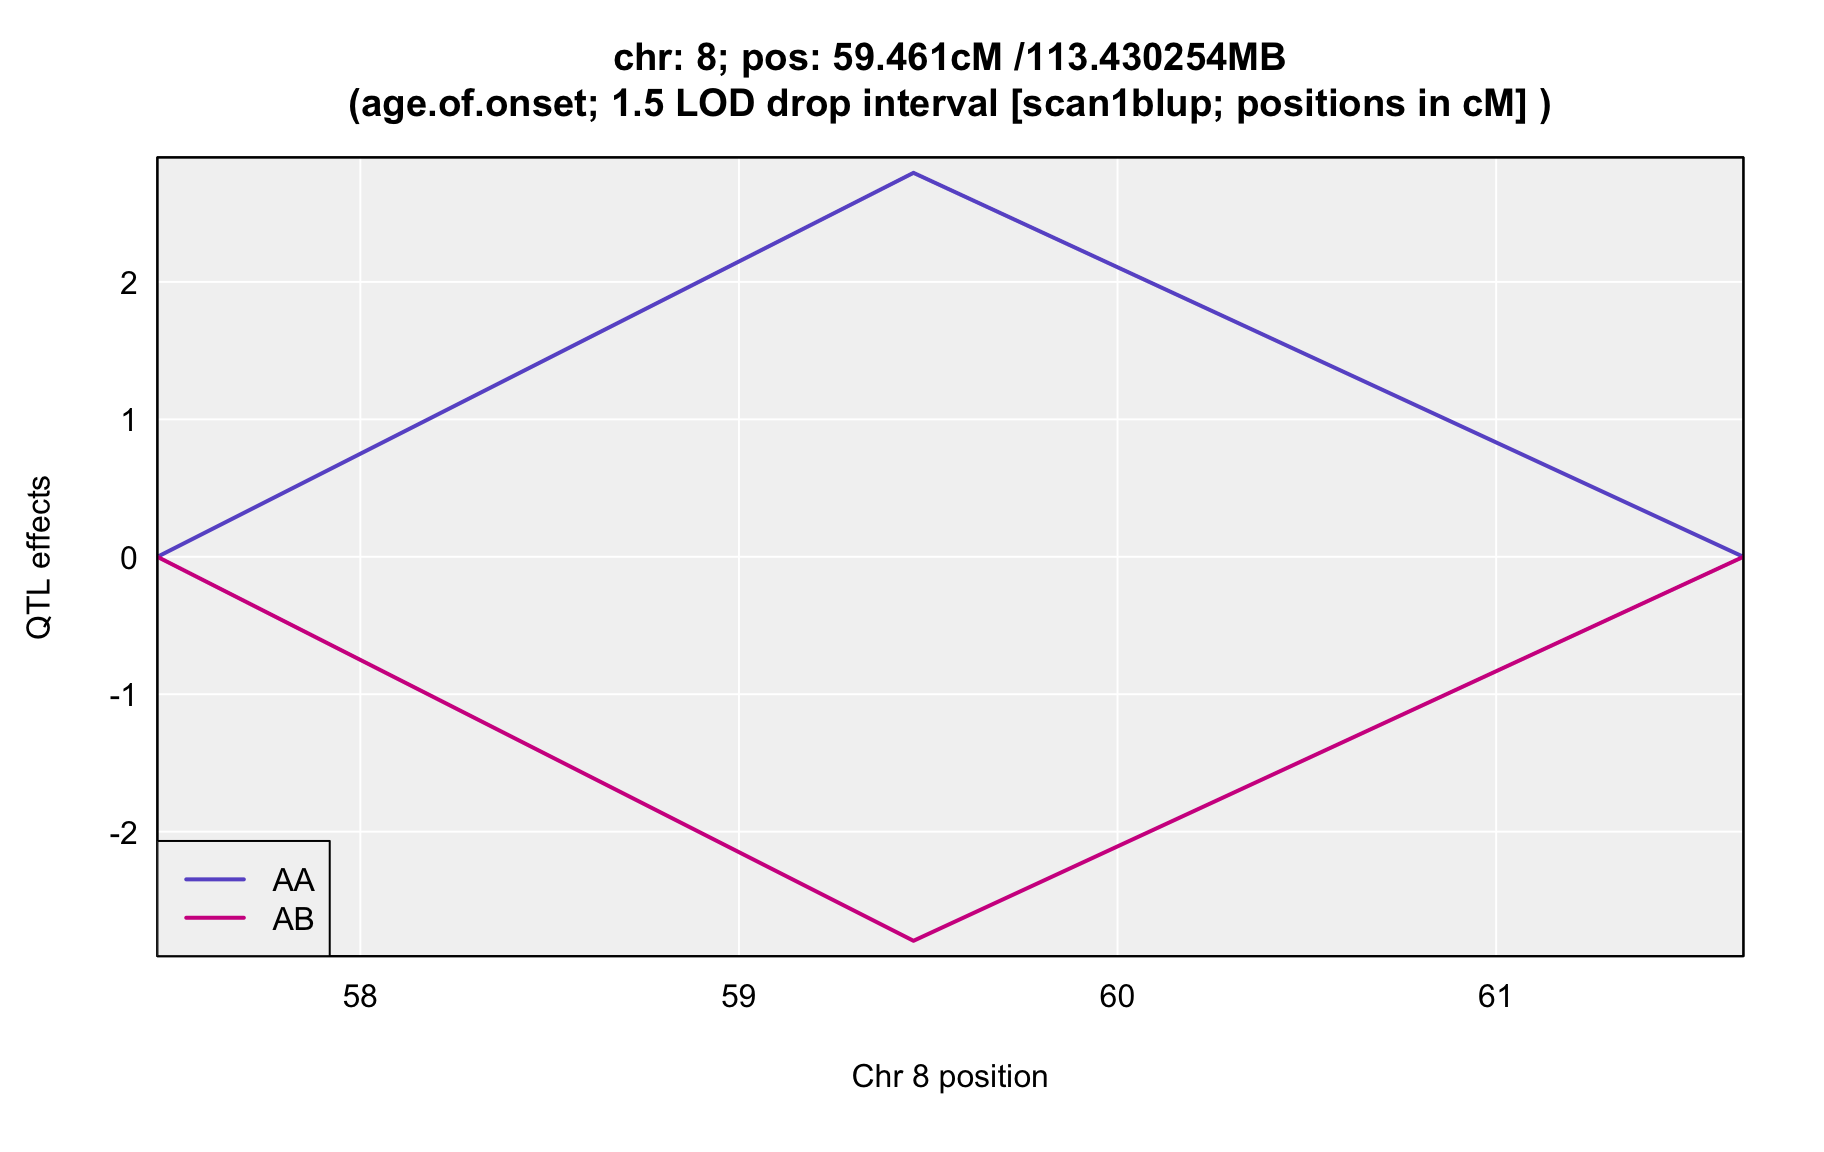 chr: 8; pos: 59.461cM /113.430254MB
(age.of.onset; 1.5 LOD drop interval [scan1blup; positions in cM] )
QTL effects
2
1
0
-1
-2
AA
AB
58 59 60 61
Chr 8 position